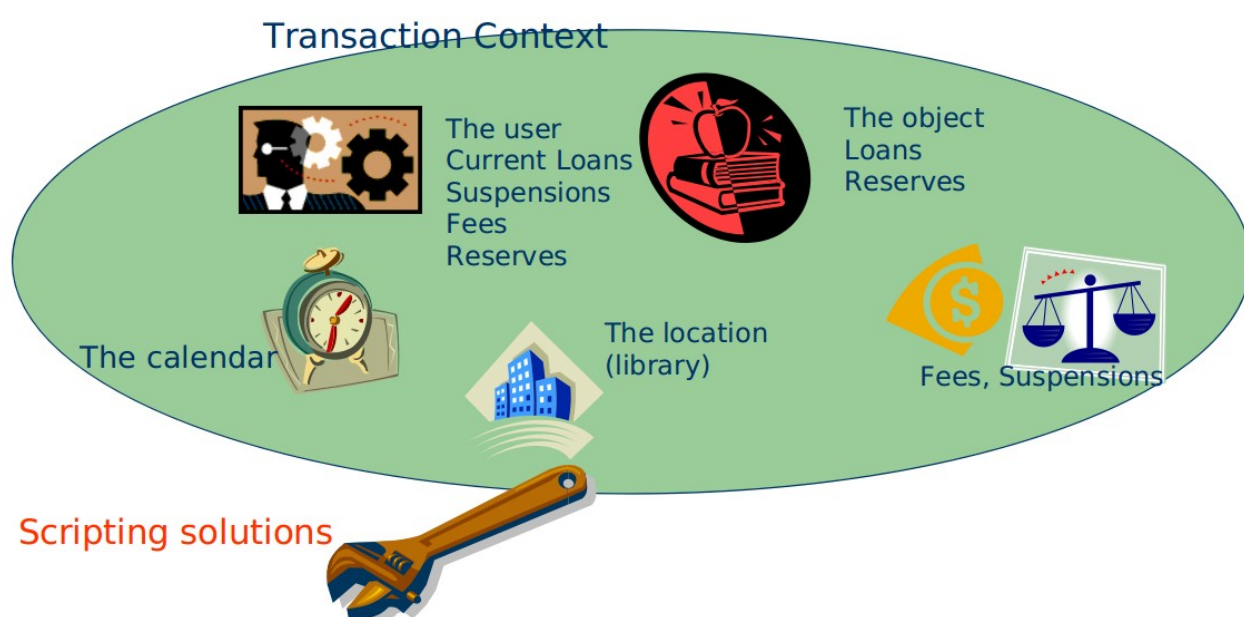 Transaction Context
The user
Current Loans
Suspensions
Fees
Reserves
The object
Loans
Reserves
The calendar
The location
(library)
$
Fees, Suspensions
Scripting solutions